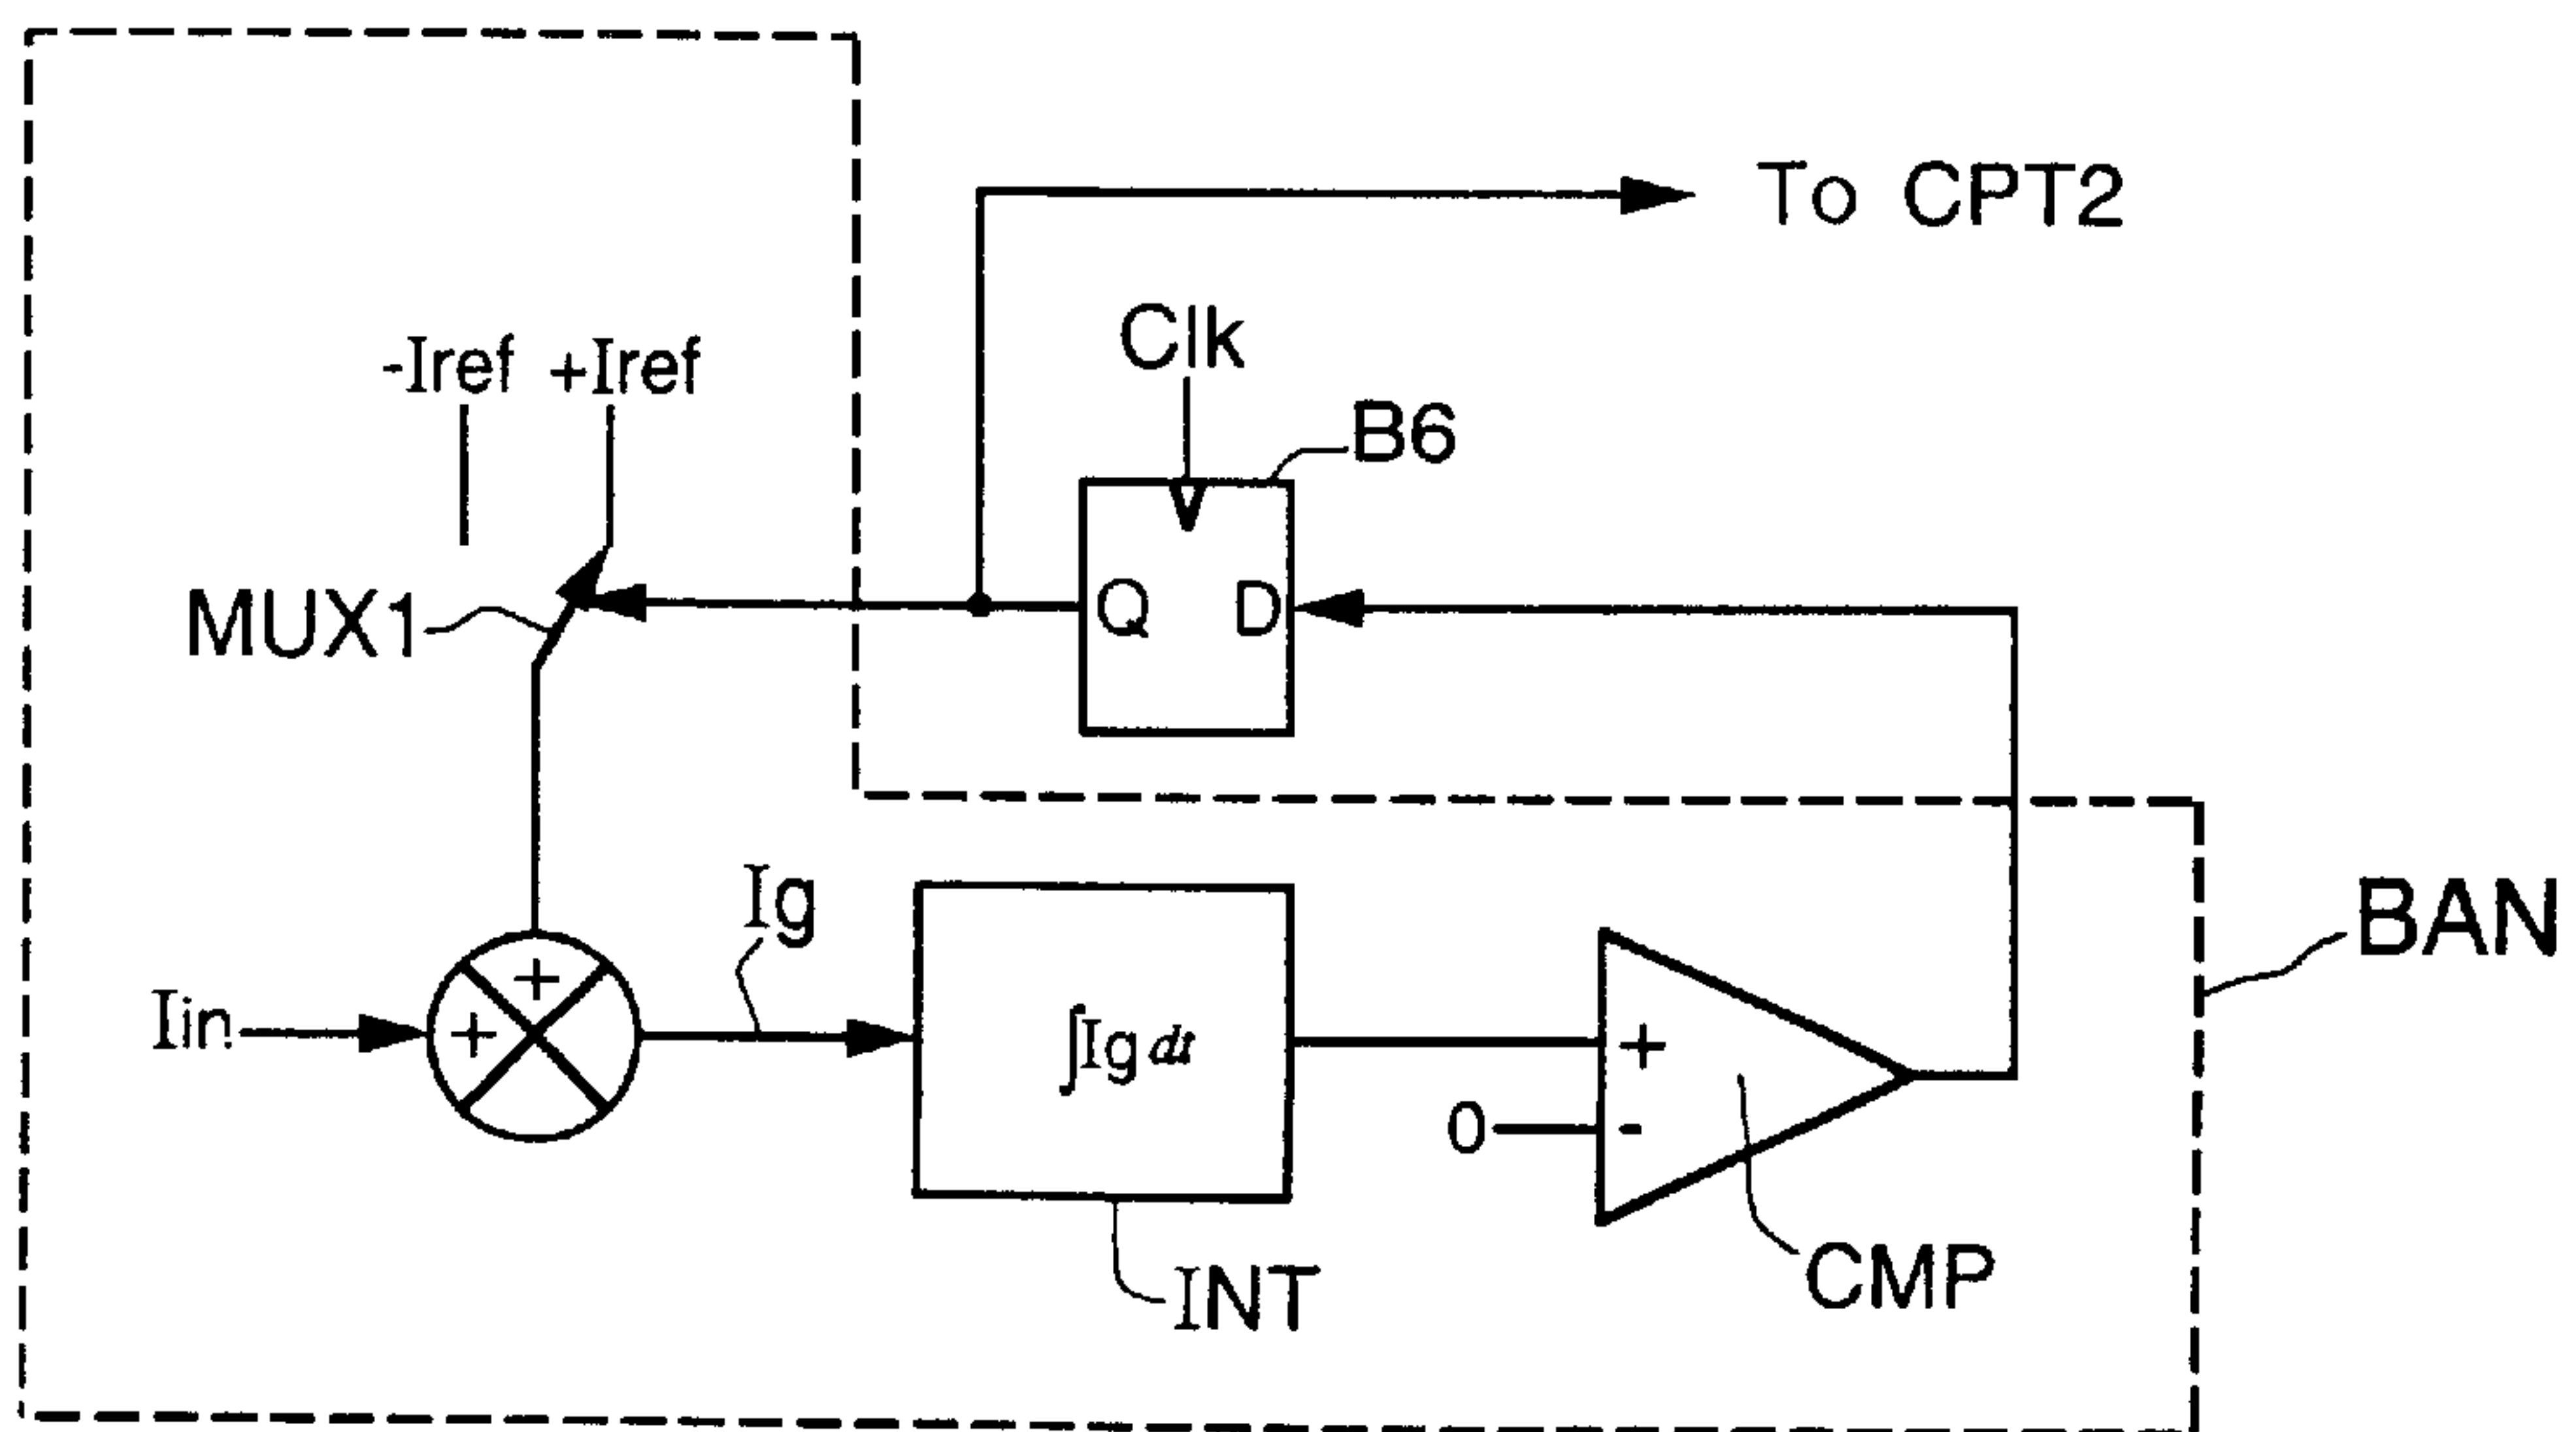 To CPT2
Clk
-Iref +Iref
B6
MUX1
Q D
Ig
BAN
+
Iin
+
∫Ig dt
+
0
-
CMP
INT